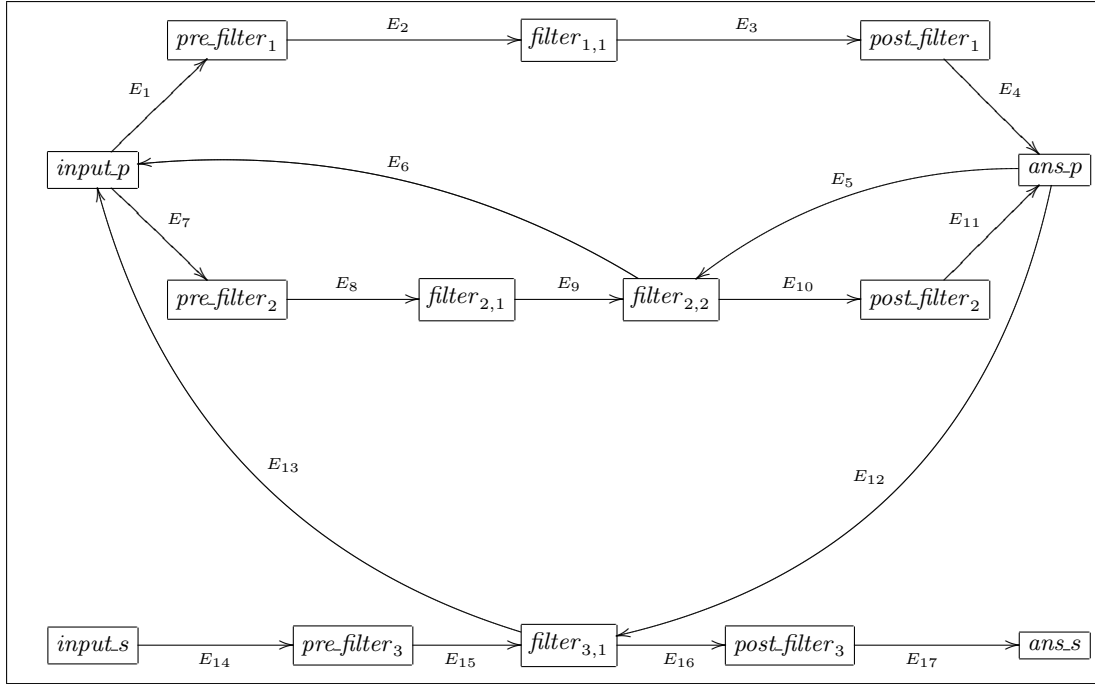 E₂ E₃
pre_filter₁ filter₁,₁ post_filter₁
E₁ E₄
input_p E₆ E₅ ans_p
E₇ E₁₁
pre_filter₂ E₈ filter₂,₁ E₉ filter₂,₂ E₁₀ post_filter₂
E₁₃ E₁₂
input_s pre_filter₃ filter₃,₁ post_filter₃ ans_s
E₁₄ E₁₅ E₁₆ E₁₇